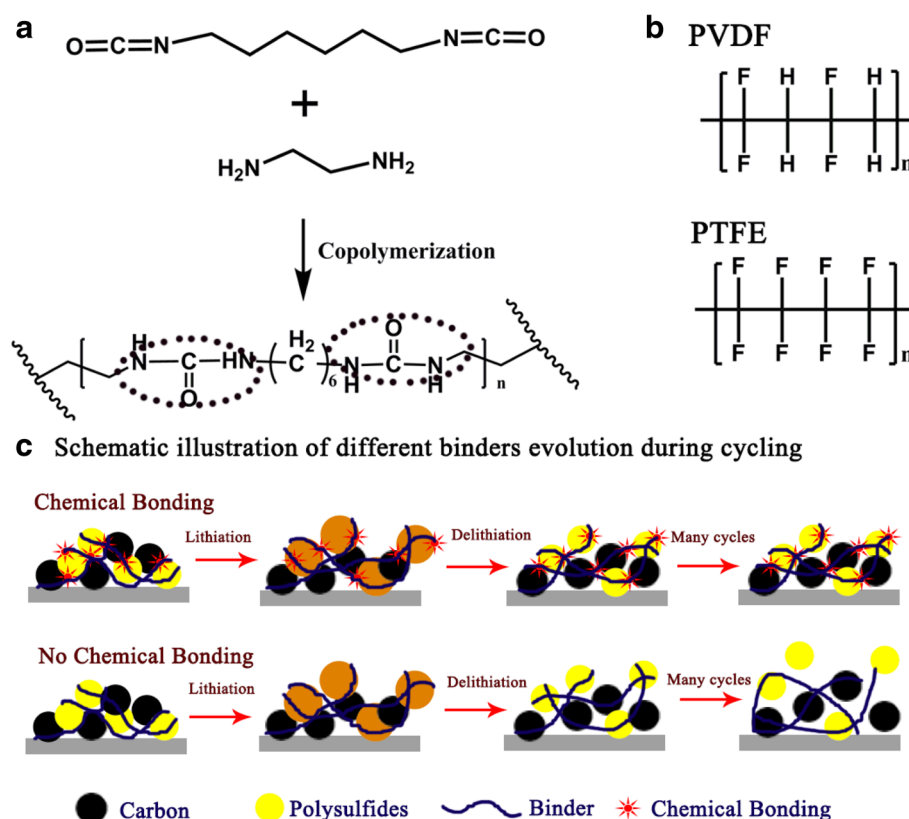 a
O=C=N N=C=O
+
H2N NH2
Copolymerization
H N C O HN ( C H2 )6 N H C O N H n
b
PVDF
F H F H
F H F H n
PTFE
F F F F
F F F F n
c Schematic illustration of different binders evolution during cycling
Chemical Bonding
Lithiation Delithiation Many cycles
No Chemical Bonding
Lithiation Delithiation Many cycles
Carbon Polysulfides Binder Chemical Bonding